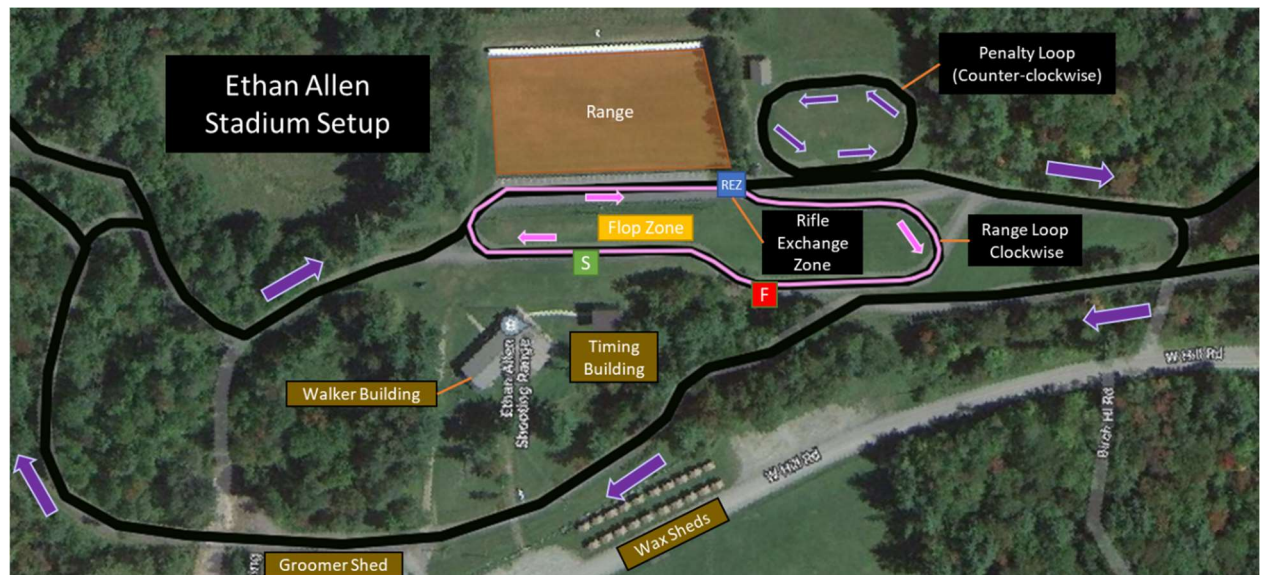 Ethan Allen
Stadium Setup
Range
Penalty Loop
(Counter-clockwise)
REZ
Flop Zone
Rifle
Exchange
Zone
Range Loop
Clockwise
S
F
Timing
Building
Walker Building
Ethan Allen
Shooting Range
W Hill Rd
Birch Hl Rd
W Hill Rd
Wax Sheds
Groomer Shed